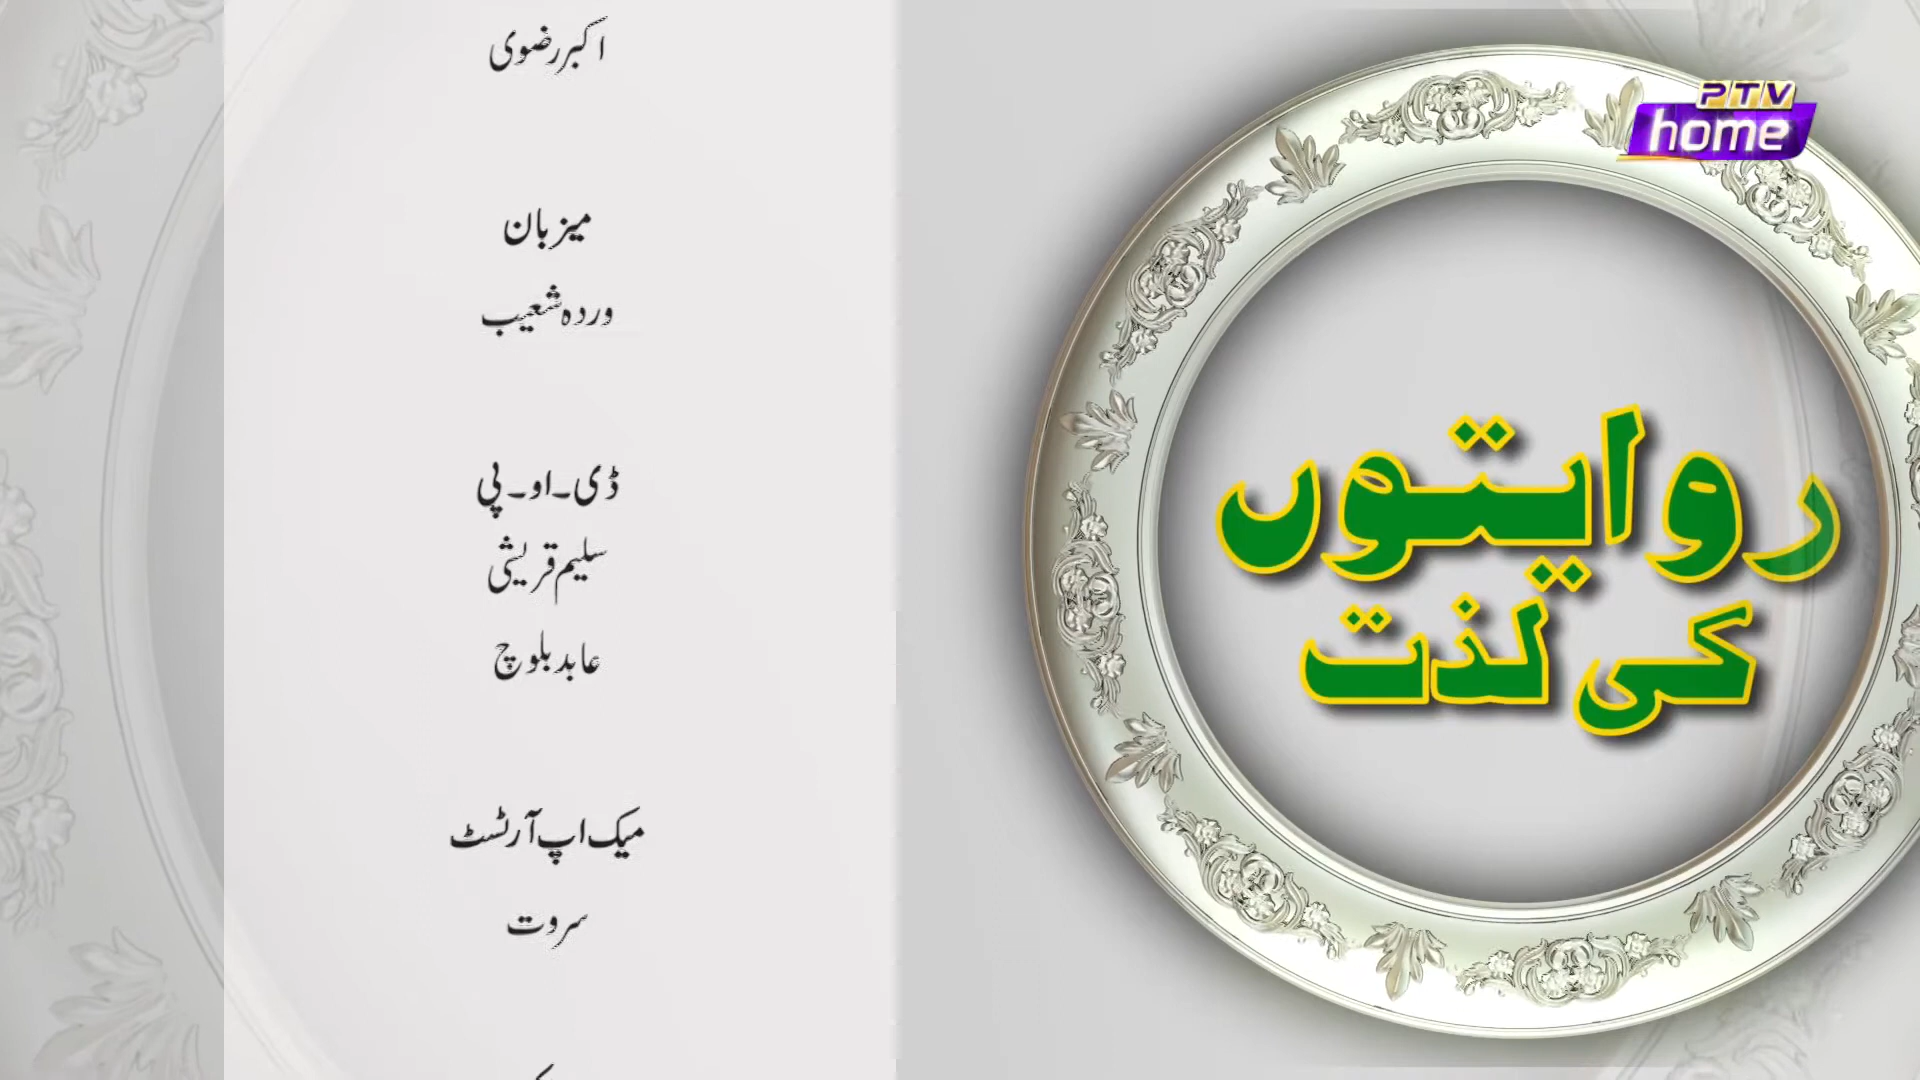 اکبر رضوی
میزبان
وردہ شعیب
ڈی۔او۔پی
سلیم قریشی
عابد بلوچ
میک اپ آرٹسٹ
سروت
PTV
home
روایتوں
کی لذت